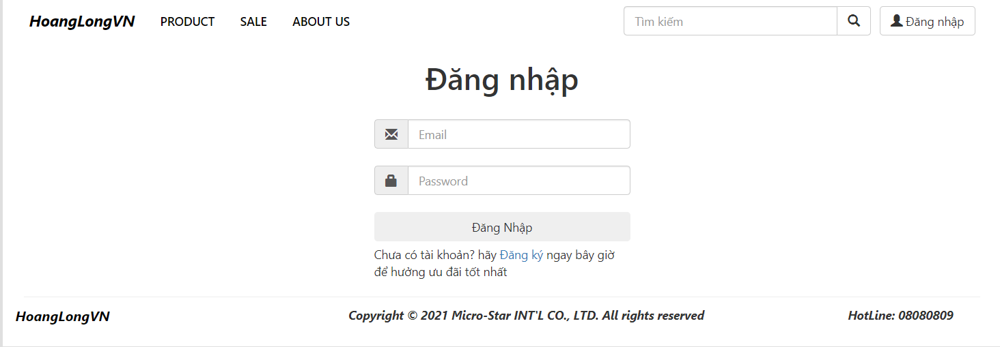 HoangLongVN PRODUCT SALE ABOUT US Tìm kiếm Đăng nhập
Đăng nhập
Email
Password
Đăng Nhập
Chưa có tài khoản? hãy Đăng ký ngay bây giờ
để hưởng ưu đãi tốt nhất
HoangLongVN Copyright © 2021 Micro-Star INT'L CO., LTD. All rights reserved HotLine: 08080809